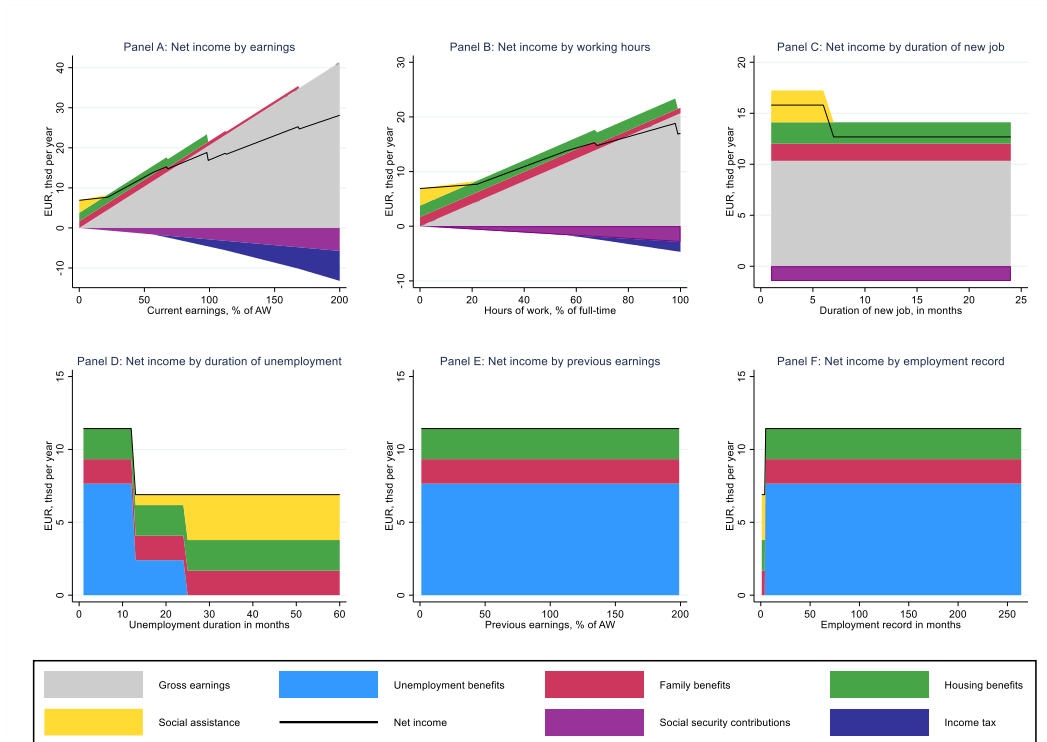 Panel A: Net income by earnings
EUR, thsd per year
40
30
20
10
0
-10
0 50 100 150 200
Current earnings, % of AW
Panel B: Net income by working hours
EUR, thsd per year
30
20
10
0
-10
0 20 40 60 80 100
Hours of work, % of full-time
Panel C: Net income by duration of new job
EUR, thsd per year
20
15
10
5
0
0 5 10 15 20 25
Duration of new job, in months
Panel D: Net income by duration of unemployment
EUR, thsd per year
15
10
5
0
0 10 20 30 40 50 60
Unemployment duration in months
Panel E: Net income by previous earnings
EUR, thsd per year
15
10
5
0
0 50 100 150 200
Previous earnings, % of AW
Panel F: Net income by employment record
EUR, thsd per year
15
10
5
0
0 50 100 150 200 250
Employment record in months
Gross earnings Unemployment benefits Family benefits Housing benefits
Social assistance Net income Social security contributions Income tax